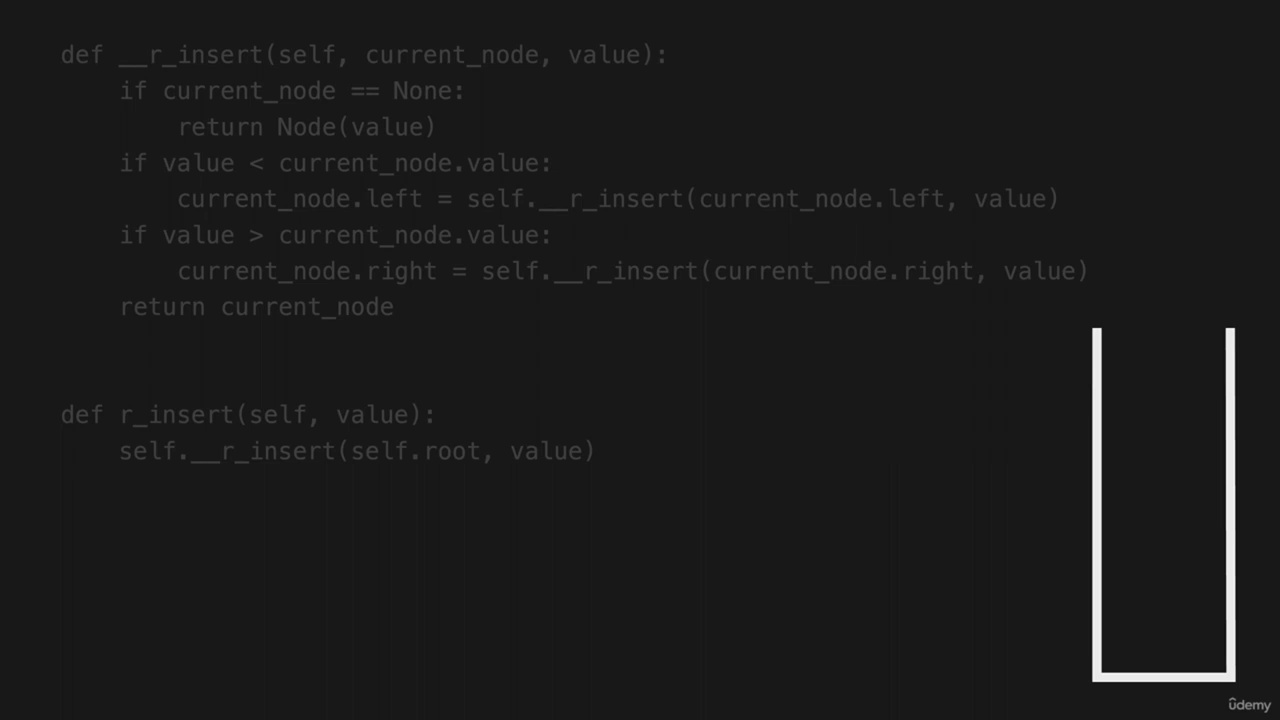 def __r_insert(self, current_node, value):
    if current_node == None:
        return Node(value)
    if value < current_node.value:
        current_node.left = self.__r_insert(current_node.left, value)
    if value > current_node.value:
        current_node.right = self.__r_insert(current_node.right, value)
    return current_node
def r_insert(self, value):
    self.__r_insert(self.root, value)
ûdemy